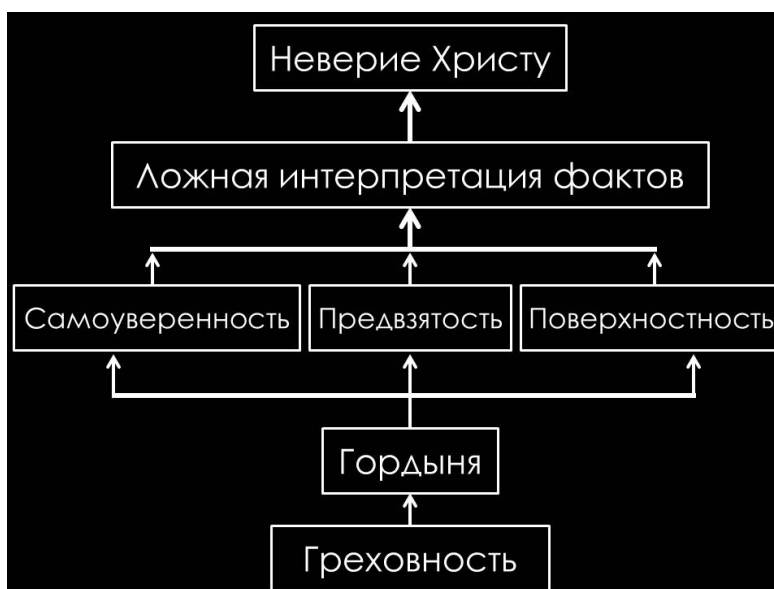 Неверие Христу
Ложная интерпретация фактов
Самоуверенность
Предвзятость
Поверхностность
Гордыня
Греховность